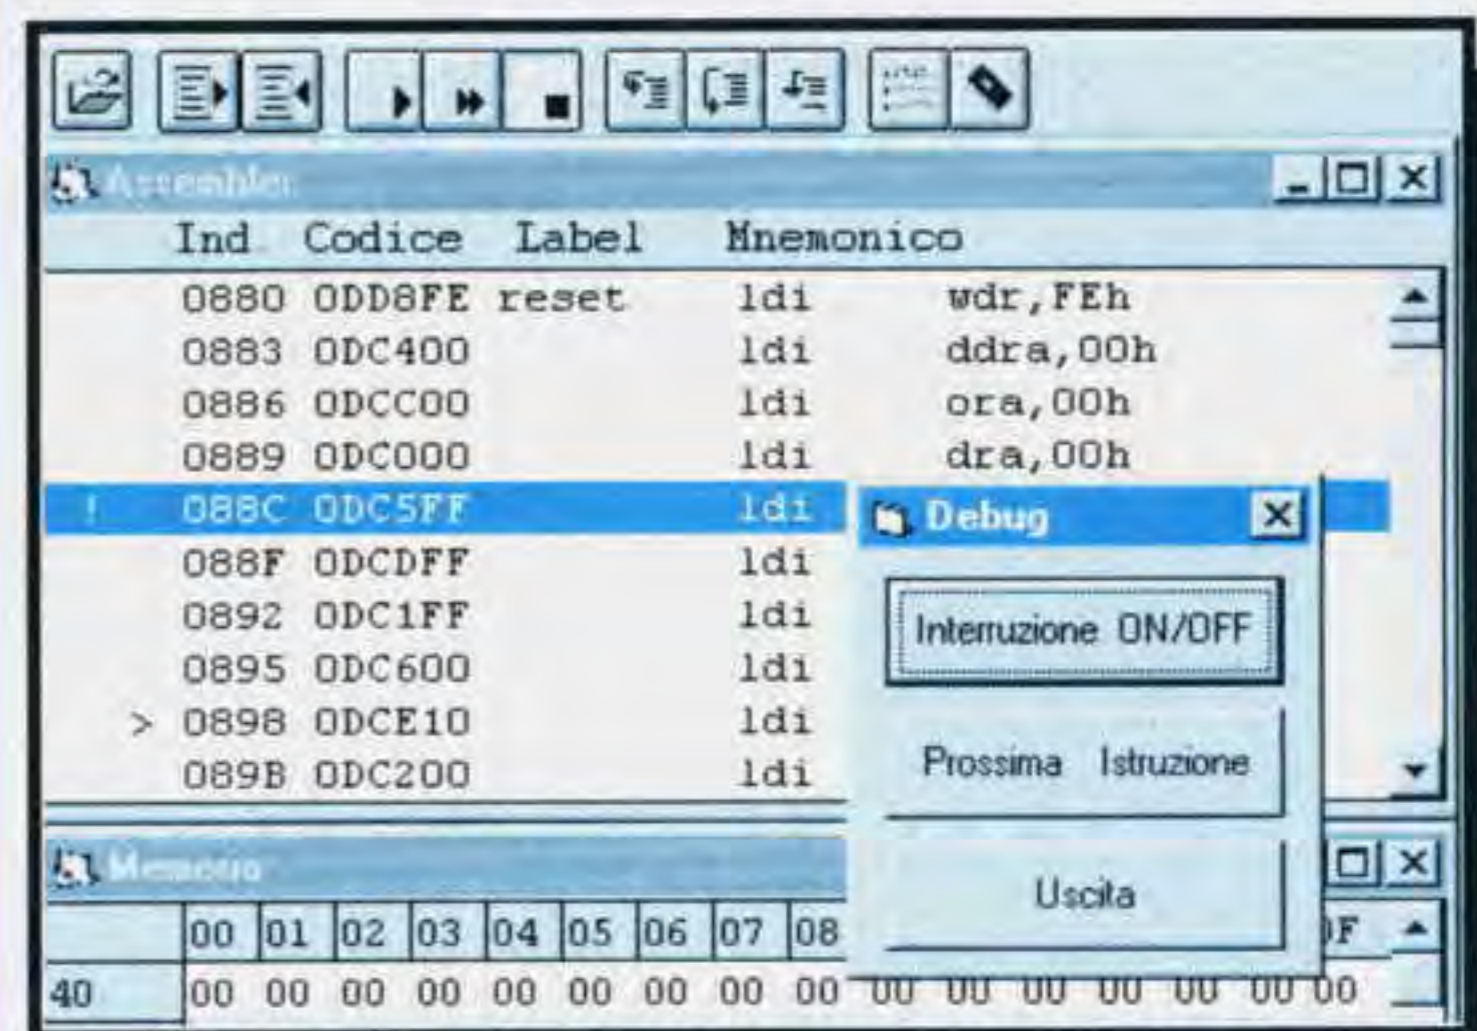 Assembler
Ind Codice Label Mnemonico
0880 0DD8FE reset ldi wdr,FEh
0883 0DC400 ldi ddra,00h
0886 0DCC00 ldi ora,00h
0889 0DC000 ldi dra,00h
! 088C 0DC5FF ldi
088F 0DCDFF ldi
0892 0DC1FF ldi
0895 0DC600 ldi
> 0898 0DCE10 ldi
089B 0DC200 ldi
Debug
Interruzione ON/OFF
Prossima Istruzione
Uscita
Memoria
00 01 02 03 04 05 06 07 08 0F
40 00 00 00 00 00 00 00 00 00 00 00 00 00 00 00 00